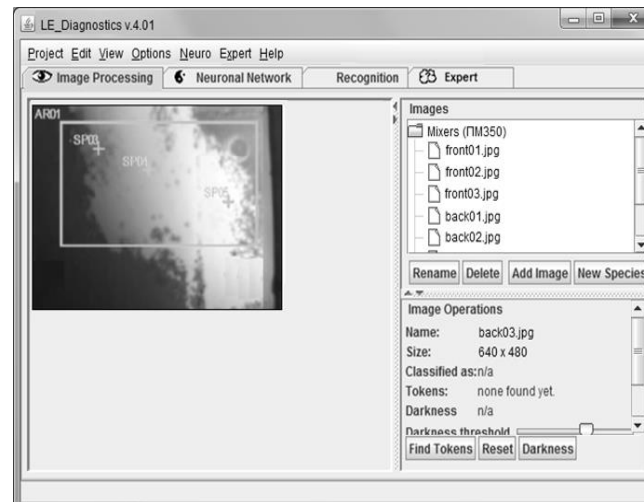 LE_Diagnostics v.4.01
Project Edit View Options Neuro Expert Help
Image Processing Neuronal Network Recognition Expert
AR01
SP03
SP04
SP05
Images
Mixers (ПМ350)
front01.jpg
front02.jpg
front03.jpg
back01.jpg
back02.jpg
Rename Delete Add Image New Species
Image Operations
Name: back03.jpg
Size: 640 x 480
Classified as:n/a
Tokens: none found yet.
Darkness n/a
Darkness threshold
Find Tokens Reset Darkness